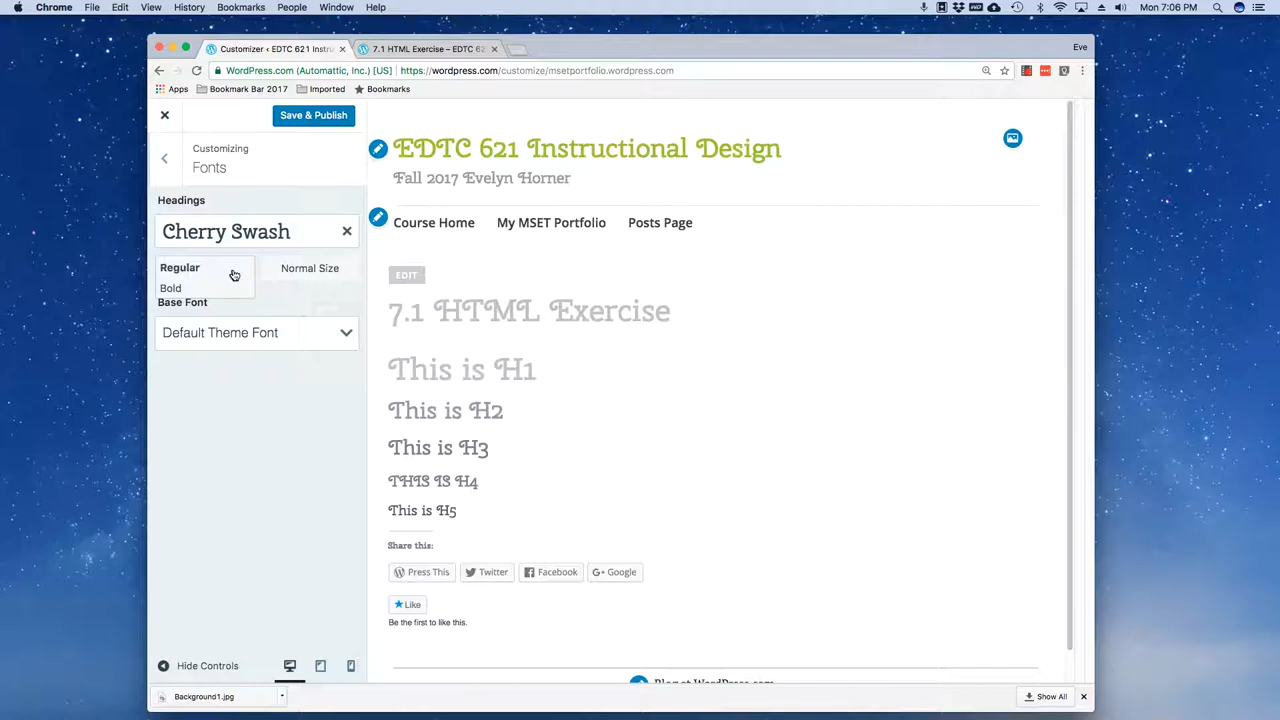 Chrome File Edit View History Bookmarks People Window Help Mon 7:06 PM
Customizer ‹ EDTC 621 Instru
7.1 HTML Exercise – EDTC 62
Eve
WordPress.com (Automattic, Inc.) [US] https://wordpress.com/customize/msetportfolio.wordpress.com
Apps Bookmark Bar 2017 Imported Bookmarks
Save & Publish
Customizing
Fonts
Headings
Cherry Swash
Regular
Normal Size
Bold
Base Font
Default Theme Font
Hide Controls
EDTC 621 Instructional Design
Fall 2017 Evelyn Horner
Course Home My MSET Portfolio Posts Page
EDIT
7.1 HTML Exercise
This is H1
This is H2
This is H3
THIS IS H4
This is H5
Share this:
Press This Twitter Facebook G+ Google
Like
Be the first to like this.
Blog at WordPress.com
Background1.jpg
Show All